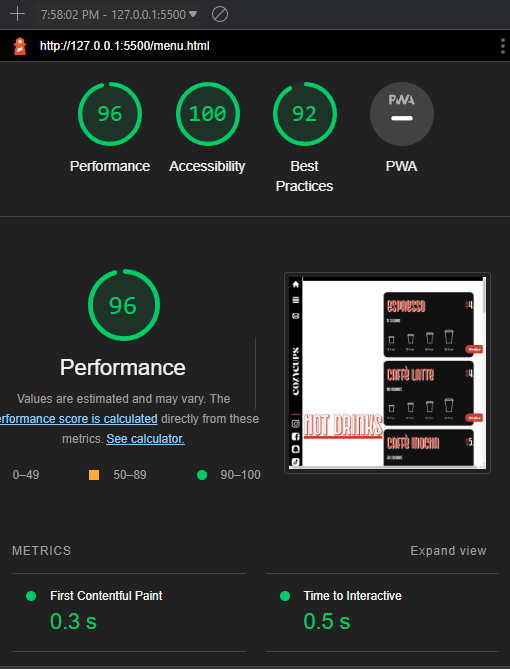 7:58:02 PM - 127.0.0.1:5500
http://127.0.0.1:5500/menu.html
96
100
92
PWA
Performance
Accessibility
Best
Practices
PWA
96
Performance
Values are estimated and may vary. The
erformance score is calculated directly from these
metrics. See calculator.
0–49
50–89
90–100
COZYCUPS
HOT DRINKS
ESPRESSO
CAFFÈ LATTE
CAFFÈ MOCHA
METRICS
Expand view
First Contentful Paint
0.3 s
Time to Interactive
0.5 s